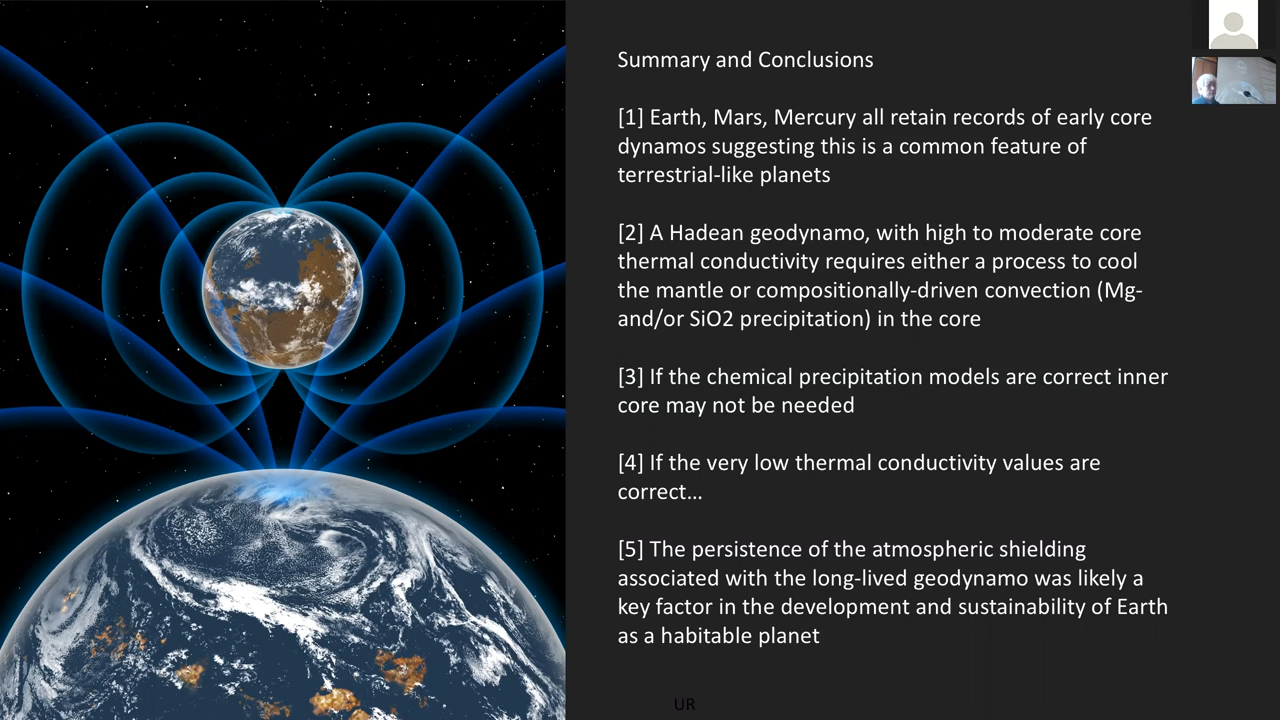 Summary and Conclusions
[1] Earth, Mars, Mercury all retain records of early core
dynamos suggesting this is a common feature of
terrestrial-like planets
[2] A Hadean geodynamo, with high to moderate core
thermal conductivity requires either a process to cool
the mantle or compositionally-driven convection (Mg-
and/or SiO2 precipitation) in the core
[3] If the chemical precipitation models are correct inner
core may not be needed
[4] If the very low thermal conductivity values are
correct…
[5] The persistence of the atmospheric shielding
associated with the long-lived geodynamo was likely a
key factor in the development and sustainability of Earth
as a habitable planet
UR